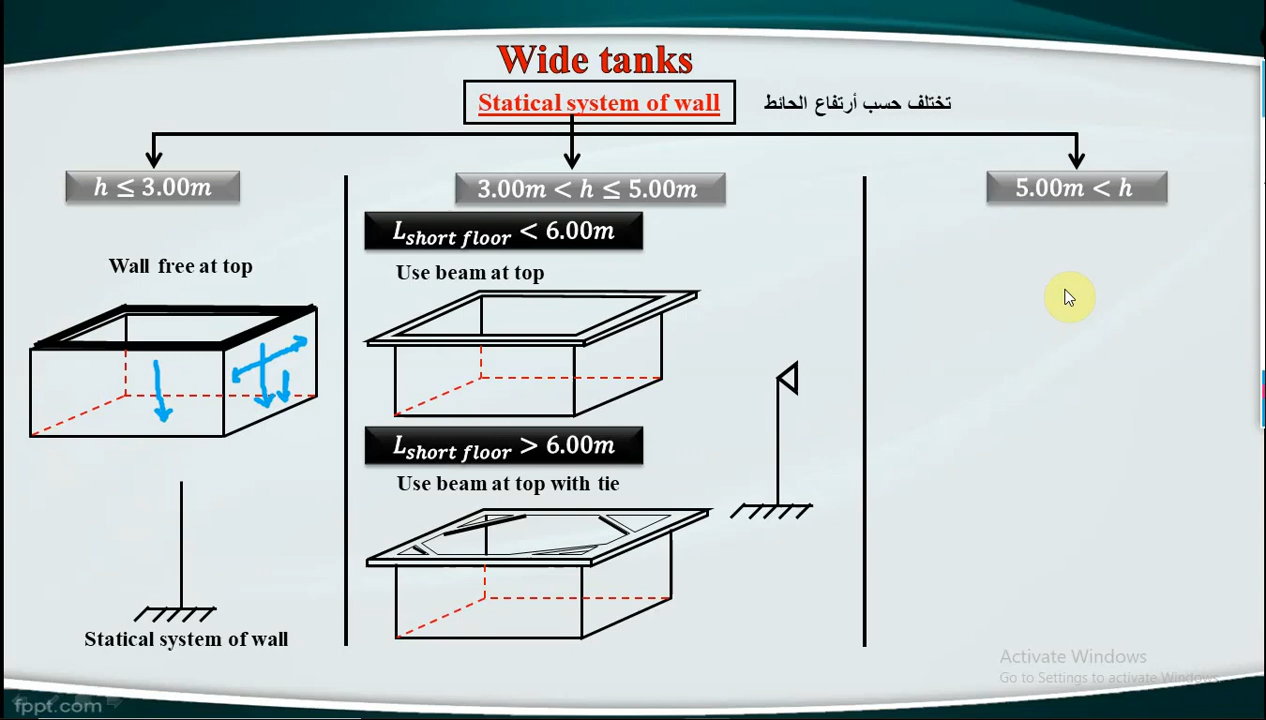 Wide tanks
Statical system of wall
تختلف حسب أرتفاع الحائط
h ≤ 3.00m
3.00m < h ≤ 5.00m
5.00m < h
Wall free at top
Statical system of wall
L short floor < 6.00m
Use beam at top
L short floor > 6.00m
Use beam at top with tie
Activate Windows
Go to Settings to activate Windows.
fppt.com